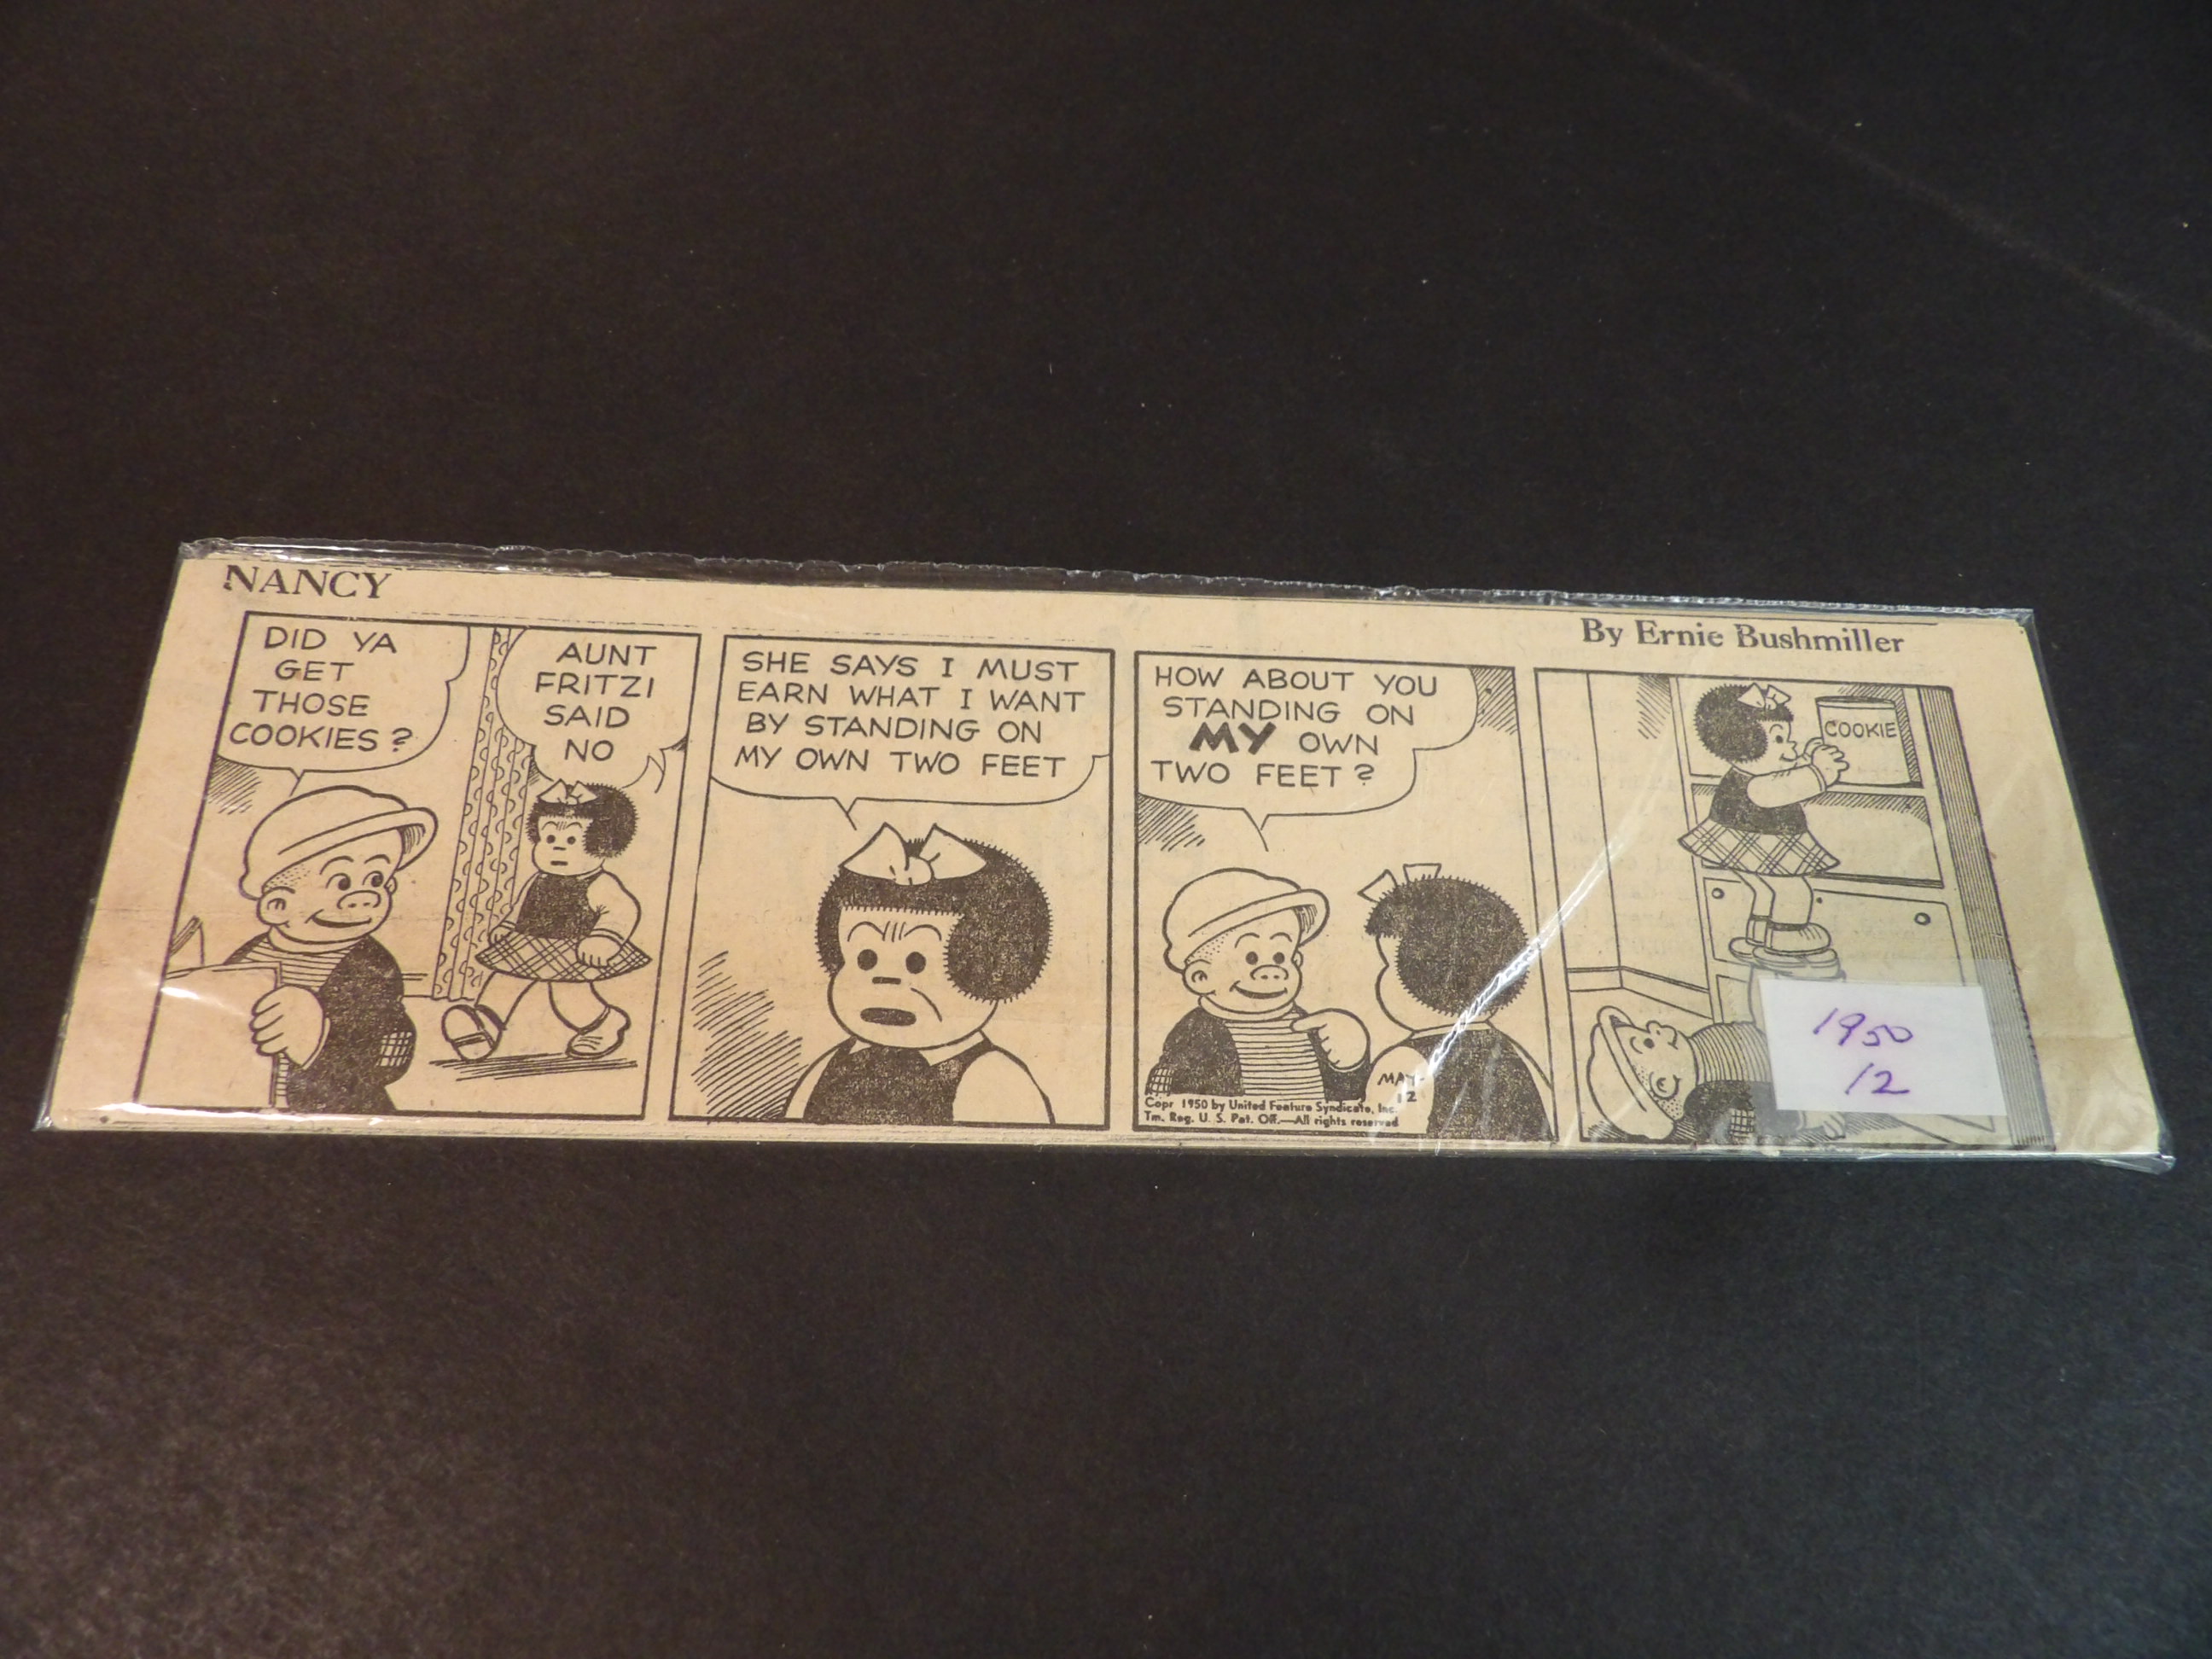 NANCY
By Ernie Bushmiller
DID YA
GET
THOSE
COOKIES?
AUNT
FRITZI
SAID
NO
SHE SAYS I MUST
EARN WHAT I WANT
BY STANDING ON
MY OWN TWO FEET
HOW ABOUT YOU
STANDING ON
MY OWN
TWO FEET?
MAY-
12
Copr 1950 by United Feature Syndicate, Inc.
Tm. Reg. U. S. Pat. Off.—All rights reserved
COOKIE
1950
12